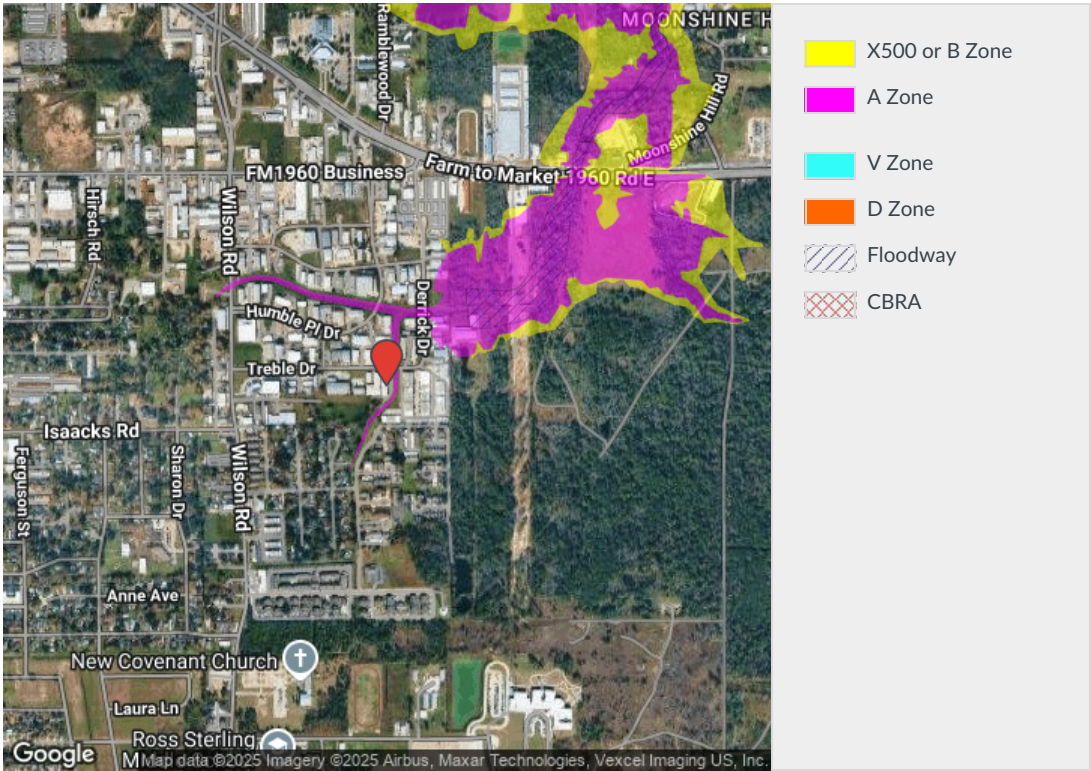 Ramblewood Dr
MOONSHINE H
Moonshine Hill Rd
FM1960 Business
Farm to Market 1960 Rd E
Hirsch Rd
Wilson Rd
Derrick Dr
Humble Pl Dr
Treble Dr
Isaacks Rd
Ferguson St
Sharon Dr
Wilson Rd
Anne Ave
New Covenant Church
Laura Ln
Ross Sterling
Google
Map data ©2025 Imagery ©2025 Airbus, Maxar Technologies, Vexcel Imaging US, Inc.
X500 or B Zone
A Zone
V Zone
D Zone
Floodway
CBRA